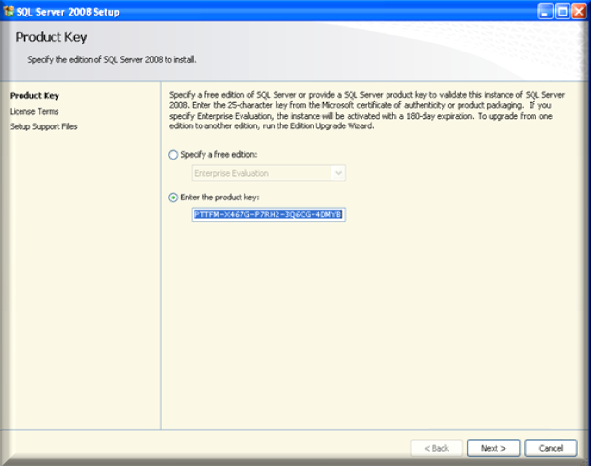 SQL Server 2008 Setup
Product Key
Specify the edition of SQL Server 2008 to install.
Product Key
License Terms
Setup Support Files
Specify a free edition of SQL Server or provide a SQL Server product key to validate this instance of SQL Server
2008. Enter the 25-character key from the Microsoft certificate of authenticity or product packaging. If you
specify Enterprise Evaluation, the instance will be activated with a 180-day expiration. To upgrade from one
edition to another edition, run the Edition Upgrade Wizard.
Specify a free edition:
Enterprise Evaluation
Enter the product key:
PTTFM-X467G-P7RH2-3Q6CG-4DMYB
< Back
Next >
Cancel